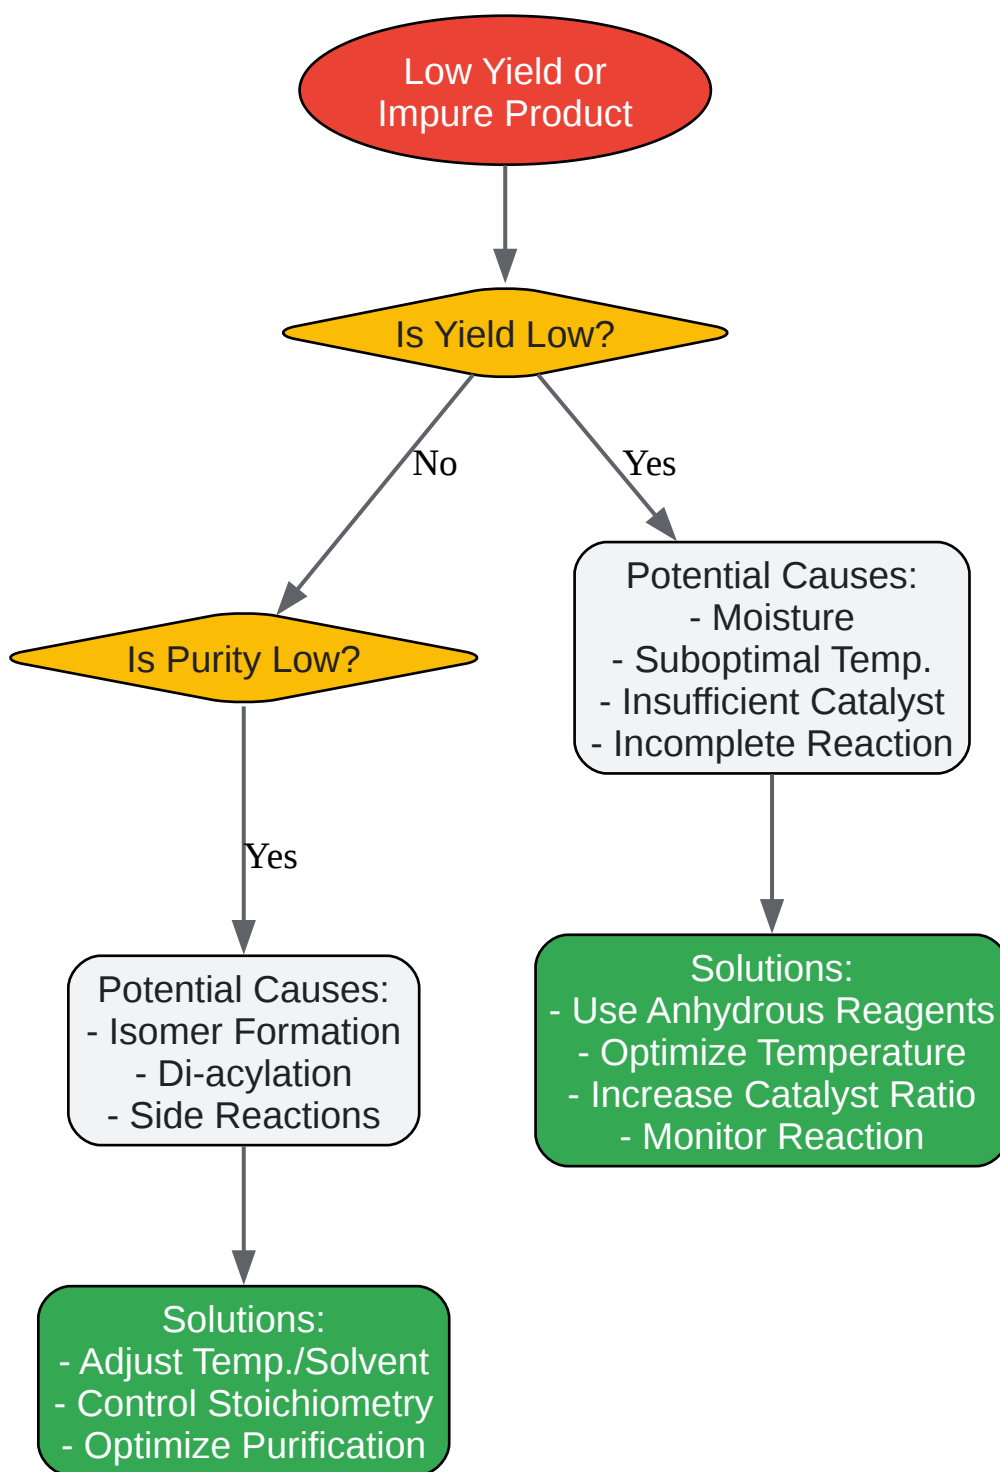 Low Yield or
Impure Product
Is Yield Low?
No
Yes
Potential Causes:
- Moisture
- Suboptimal Temp.
- Insufficient Catalyst
- Incomplete Reaction
Is Purity Low?
Yes
Solutions:
- Use Anhydrous Reagents
- Optimize Temperature
- Increase Catalyst Ratio
- Monitor Reaction
Potential Causes:
- Isomer Formation
- Di-acylation
- Side Reactions
Solutions:
- Adjust Temp./Solvent
- Control Stoichiometry
- Optimize Purification